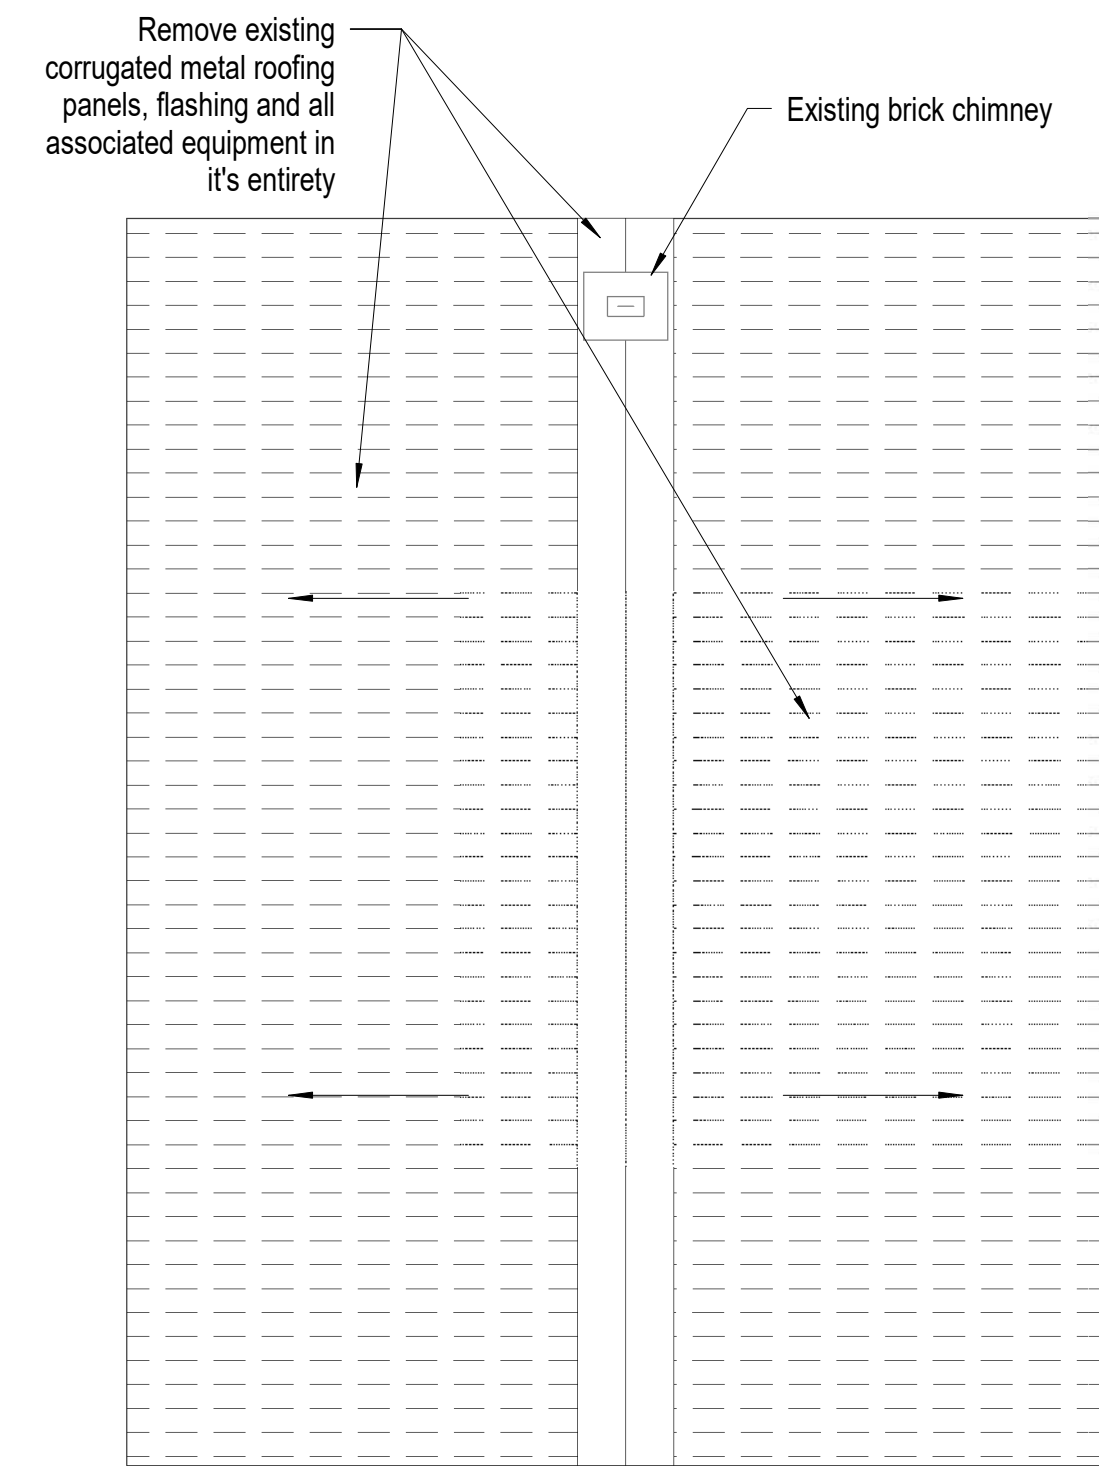 Remove existing
corrugated metal roofing
panels, flashing and all
associated equipment in
it's entirety
Existing brick chimney